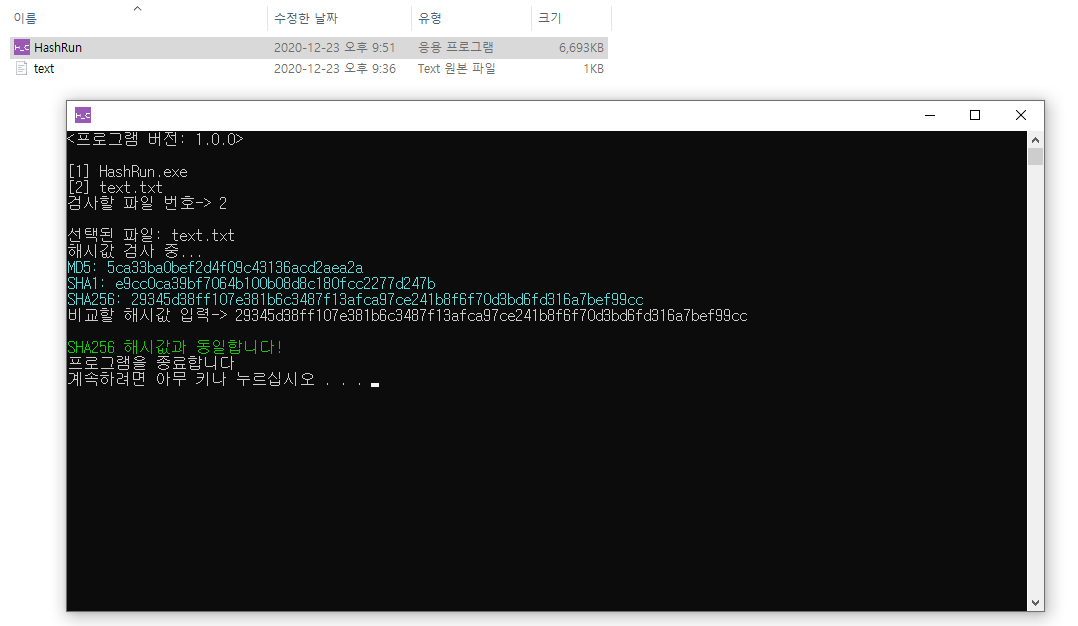 이름 수정한 날짜 유형 크기
HashRun 2020-12-23 오후 9:51 응용 프로그램 6,693KB
text 2020-12-23 오후 9:36 Text 원본 파일 1KB
H_C
<프로그램 버전: 1.0.0>
[1] HashRun.exe
[2] text.txt
검사할 파일 번호-> 2
선택된 파일: text.txt
해시값 검사 중...
MD5: 5ca33ba0bef2d4f09c43136acd2aea2a
SHA1: e9cc0ca39bf7064b100b08d8c180fcc2277d247b
SHA256: 29345d38ff107e381b6c3487f13afca97ce241b8f6f70d3bd6fd316a7bef99cc
비교할 해시값 입력-> 29345d38ff107e381b6c3487f13afca97ce241b8f6f70d3bd6fd316a7bef99cc
SHA256 해시값과 동일합니다!
프로그램을 종료합니다
계속하려면 아무 키나 누르십시오 . . .